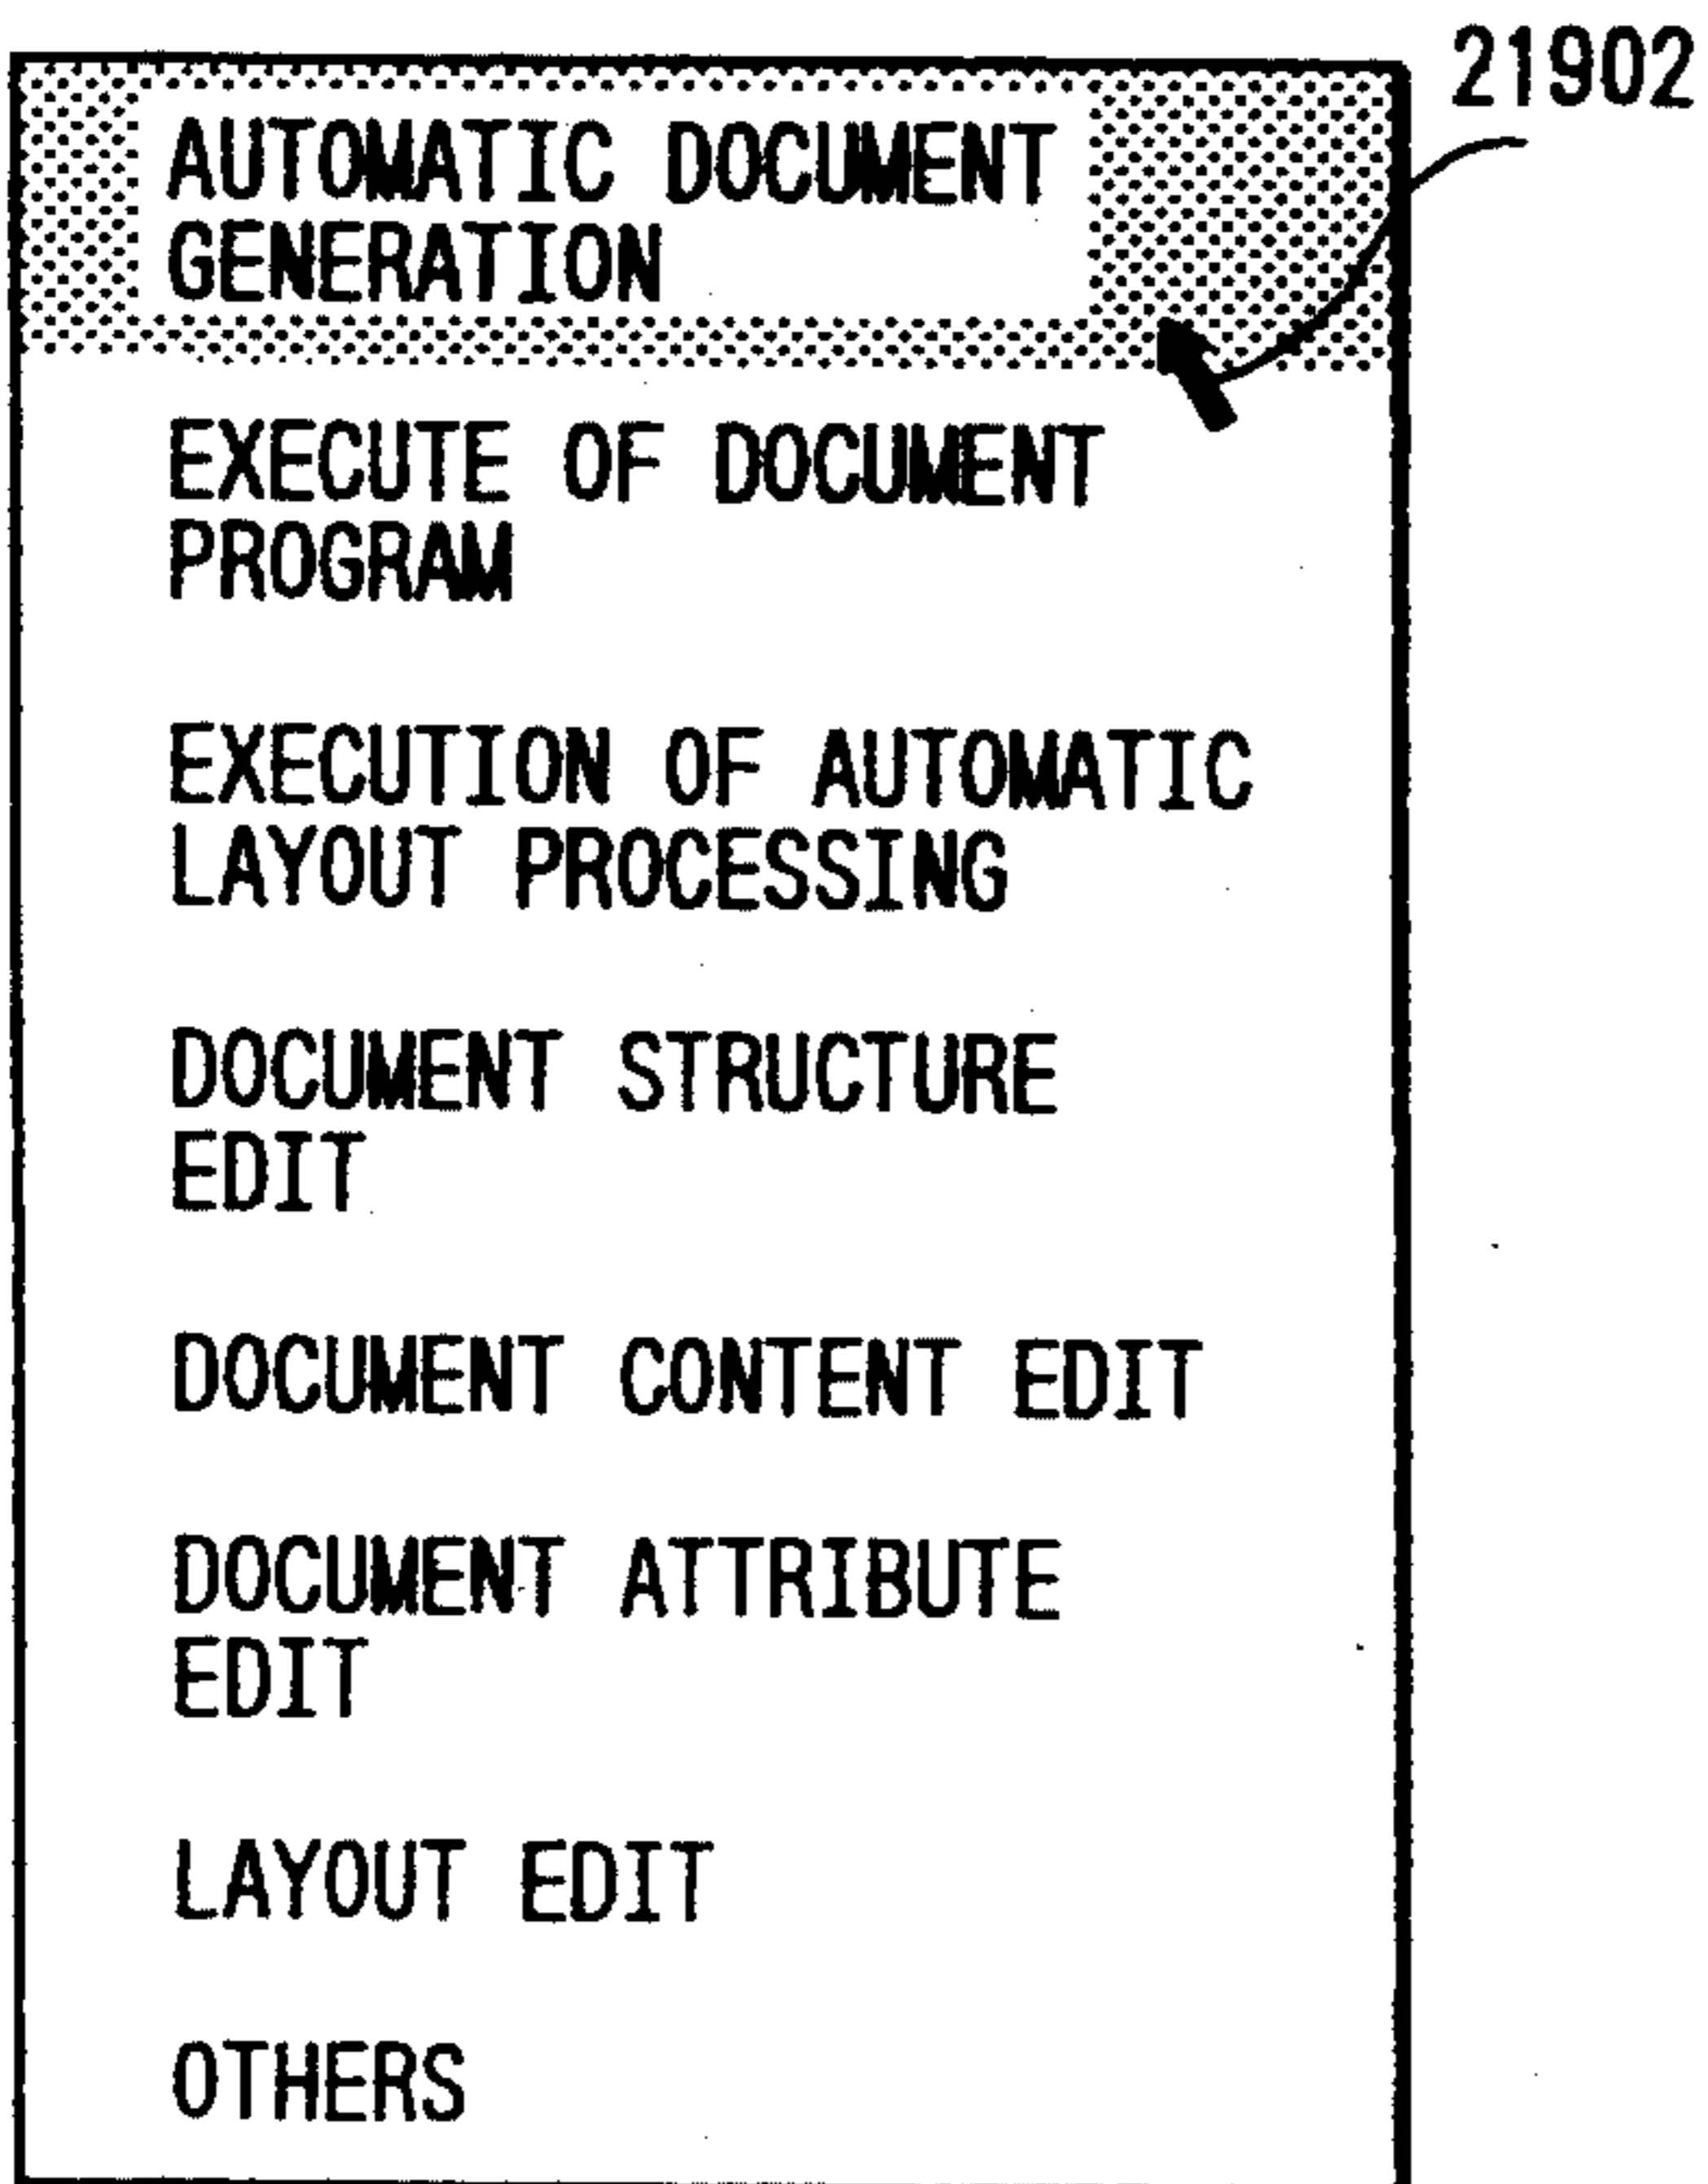 21902
AUTOMATIC DOCUMENT
GENERATION
EXECUTE OF DOCUMENT
PROGRAM
EXECUTION OF AUTOMATIC
LAYOUT PROCESSING
DOCUMENT STRUCTURE
EDIT
DOCUMENT CONTENT EDIT
DOCUMENT ATTRIBUTE
EDIT
LAYOUT EDIT
OTHERS